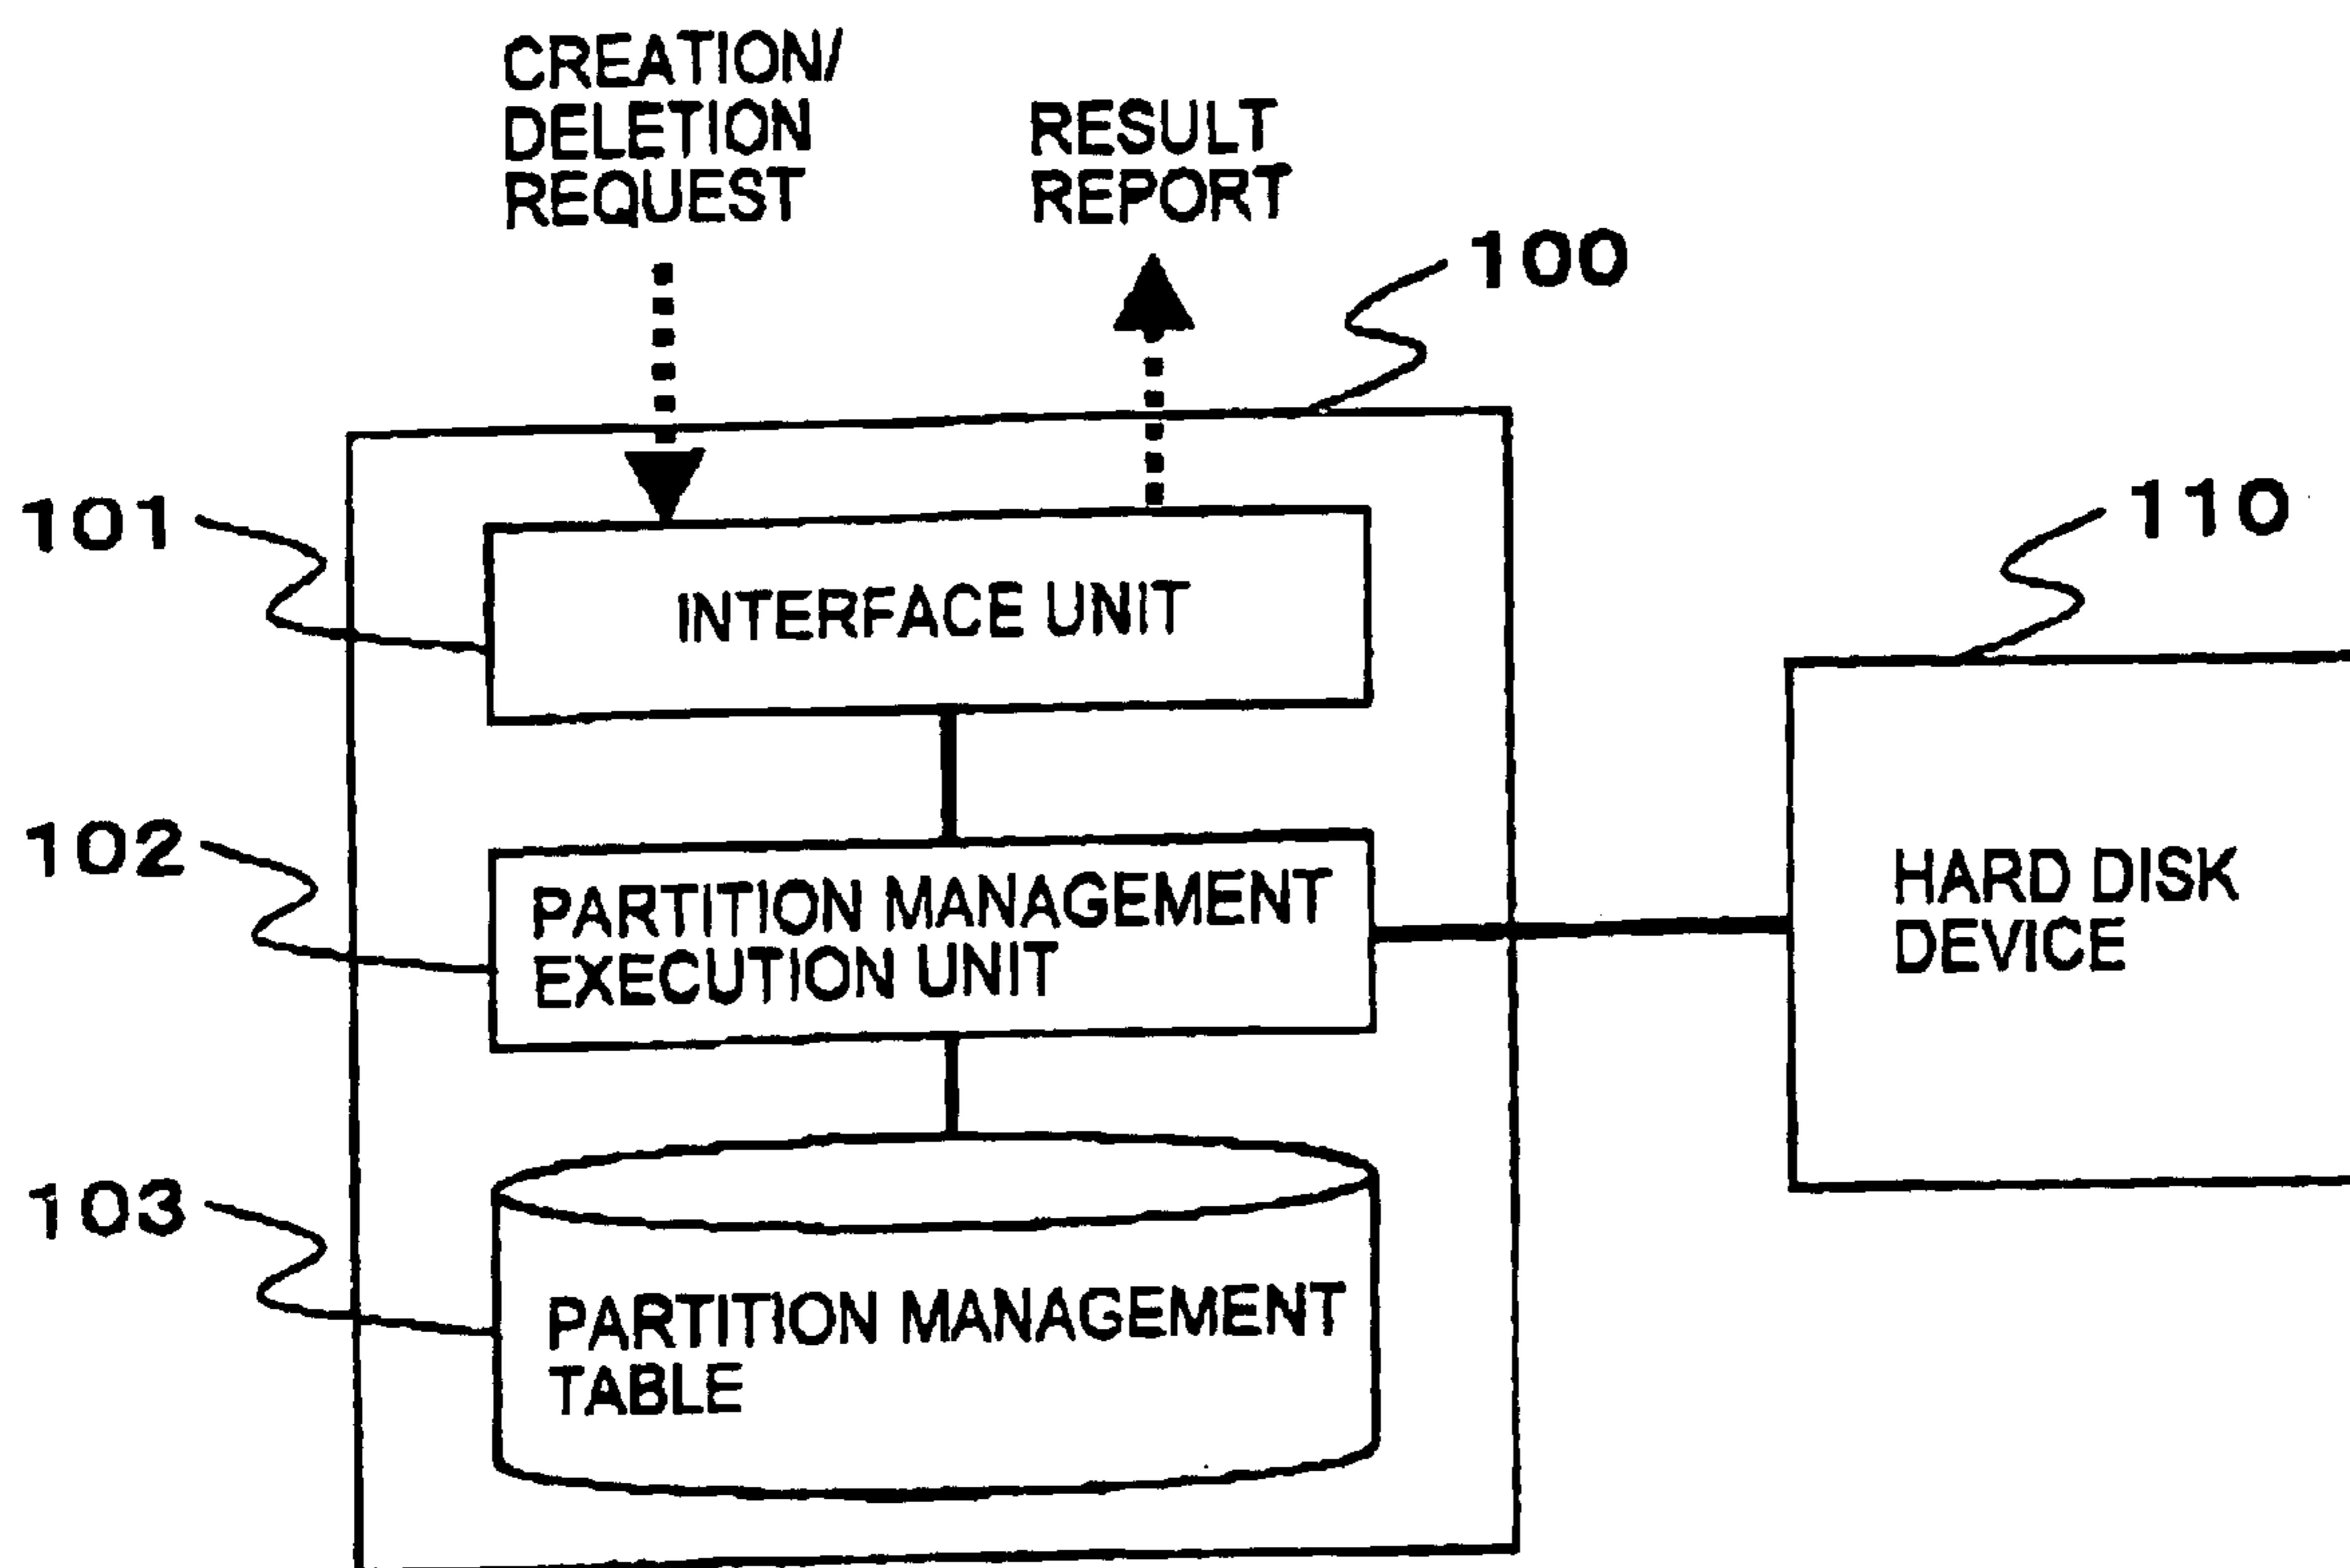 CREATION/
DELETION
REQUEST
RESULT
REPORT
100
101
110
INTERFACE UNIT
102
PARTITION MANAGEMENT
EXECUTION UNIT
HARD DISK
DEVICE
103
PARTITION MANAGEMENT
TABLE